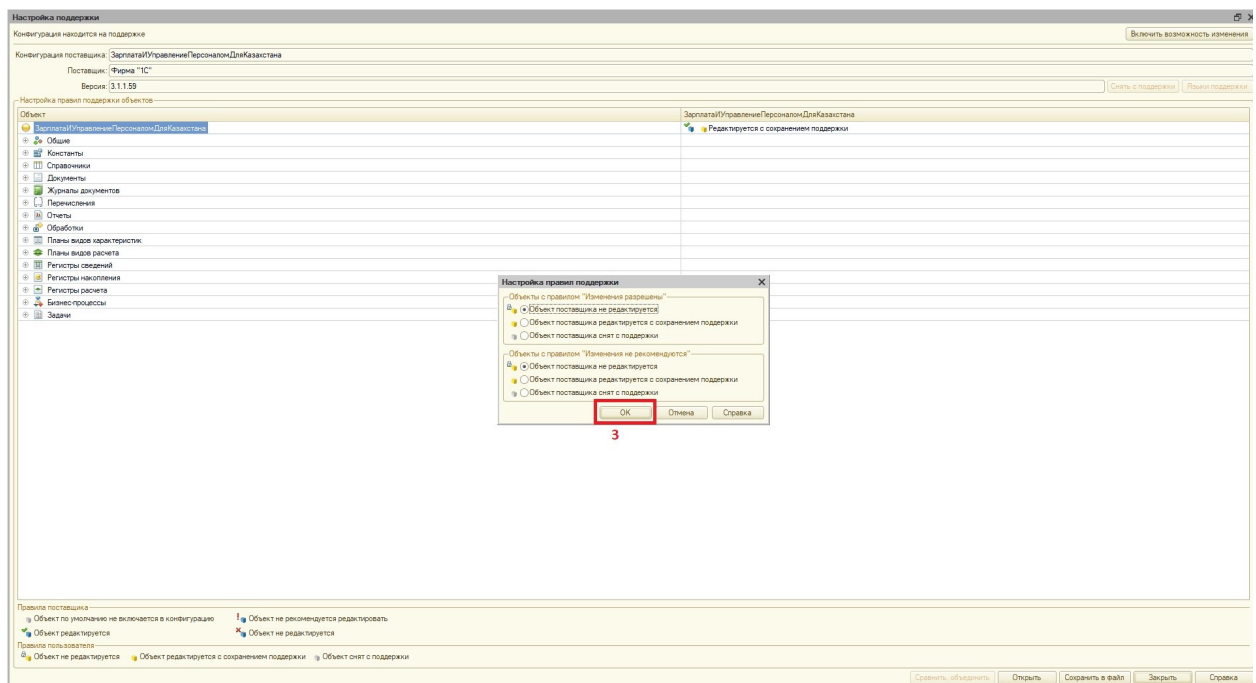 Настройка поддержки
Конфигурация находится на поддержке
Включить возможность изменения
Конфигурация поставщика: ЗарплатаИУправлениеПерсоналомДляКазахстана
Поставщик: Фирма "1С"
Версия: 3.1.1.59
Снять с поддержки
Языки поддержки
Настройка правил поддержки объектов
Объект
ЗарплатаИУправлениеПерсоналомДляКазахстана
ЗарплатаИУправлениеПерсоналомДляКазахстана
Редактируется с сохранением поддержки
Общие
Константы
Справочники
Документы
Журналы документов
Перечисления
Отчеты
Обработки
Планы видов характеристик
Планы видов расчета
Регистры сведений
Регистры накопления
Регистры расчета
Бизнес-процессы
Задачи
Настройка правил поддержки
Объекты с правилом "Изменения разрешены"
Объект поставщика не редактируется
Объект поставщика редактируется с сохранением поддержки
Объект поставщика снят с поддержки
Объекты с правилом "Изменения не рекомендуются"
Объект поставщика не редактируется
Объект поставщика редактируется с сохранением поддержки
Объект поставщика снят с поддержки
OK
Отмена
Справка
3
Правила поставщика
Объект по умолчанию не включается в конфигурацию
Объект не рекомендуется редактировать
Объект редактируется
Объект не редактируется
Правила пользователя
Объект не редактируется
Объект редактируется с сохранением поддержки
Объект снят с поддержки
Сравнить, объединить
Открыть
Сохранить в файл
Закрыть
Справка